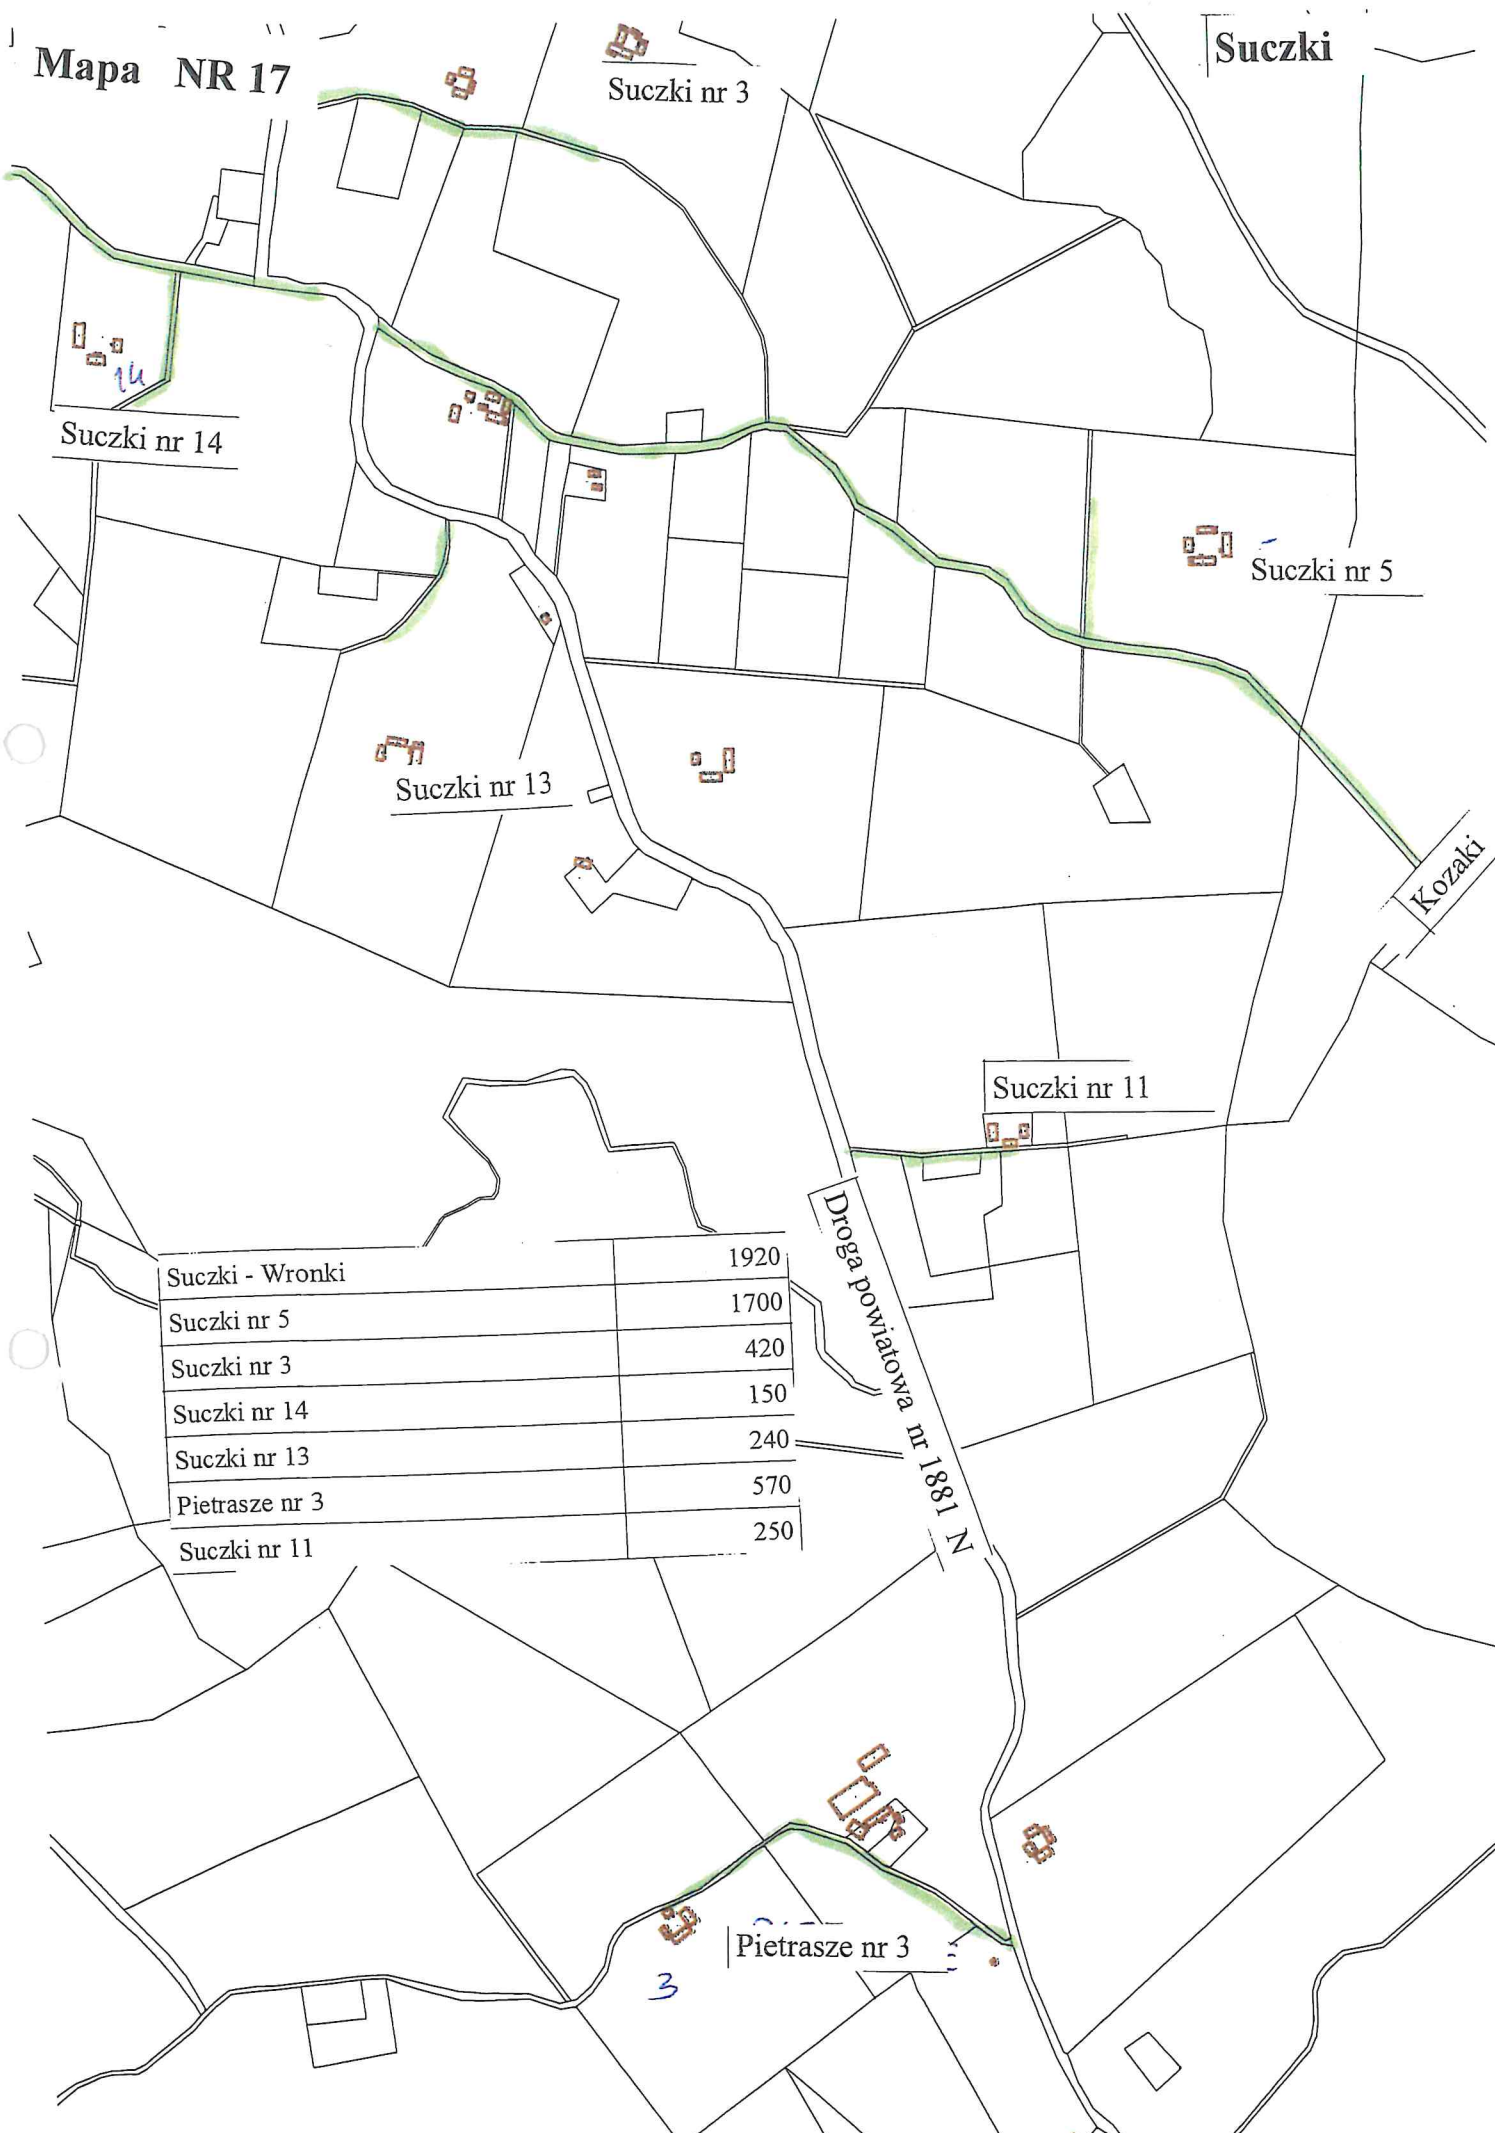 Mapa NR 17
Suczki
Suczki nr 3
14
Suczki nr 14
Suczki nr 5
Suczki nr 13
Kozaki
Suczki nr 11
Droga powiatowa nr 1881 N
Suczki - Wronki 1920
Suczki nr 5 1700
Suczki nr 3 420
Suczki nr 14 150
Suczki nr 13 240
Pietrasze nr 3 570
Suczki nr 11 250
Pietrasze nr 3
3